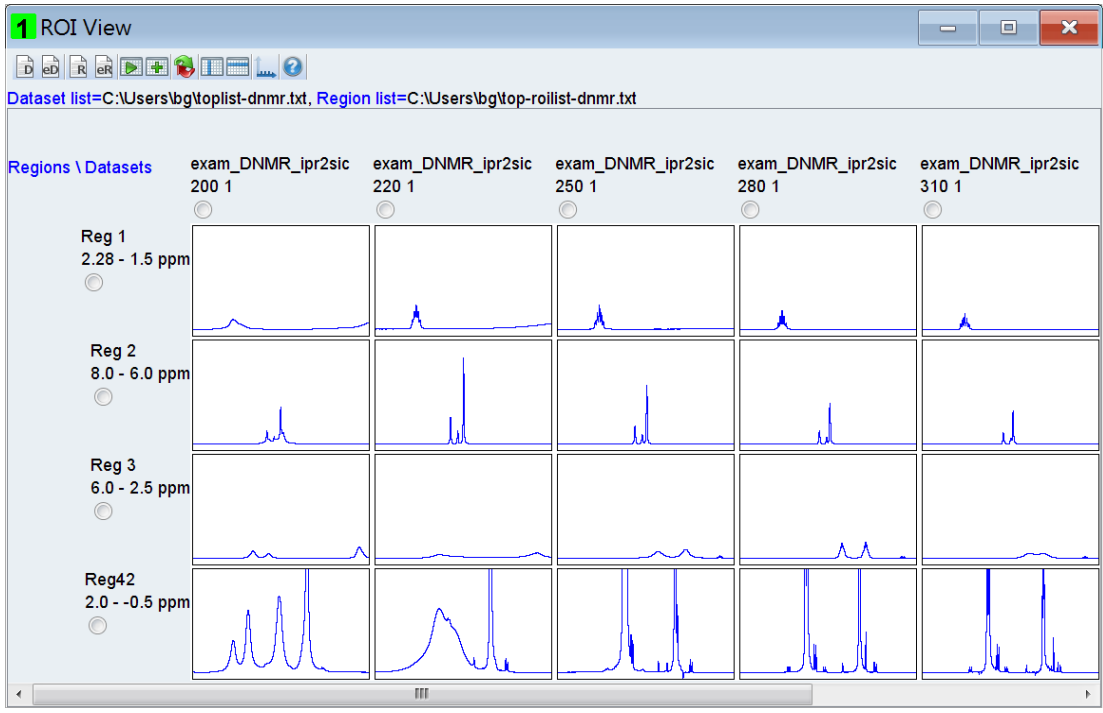 1 ROI View
D eD R eR ?
Dataset list=C:\Users\bg\toplist-dnmr.txt, Region list=C:\Users\bg\top-roilist-dnmr.txt
Regions \ Datasets
exam_DNMR_ipr2sic exam_DNMR_ipr2sic exam_DNMR_ipr2sic exam_DNMR_ipr2sic exam_DNMR_ipr2sic
200 1 220 1 250 1 280 1 310 1
Reg 1
2.28 - 1.5 ppm
Reg 2
8.0 - 6.0 ppm
Reg 3
6.0 - 2.5 ppm
Reg42
2.0 - -0.5 ppm